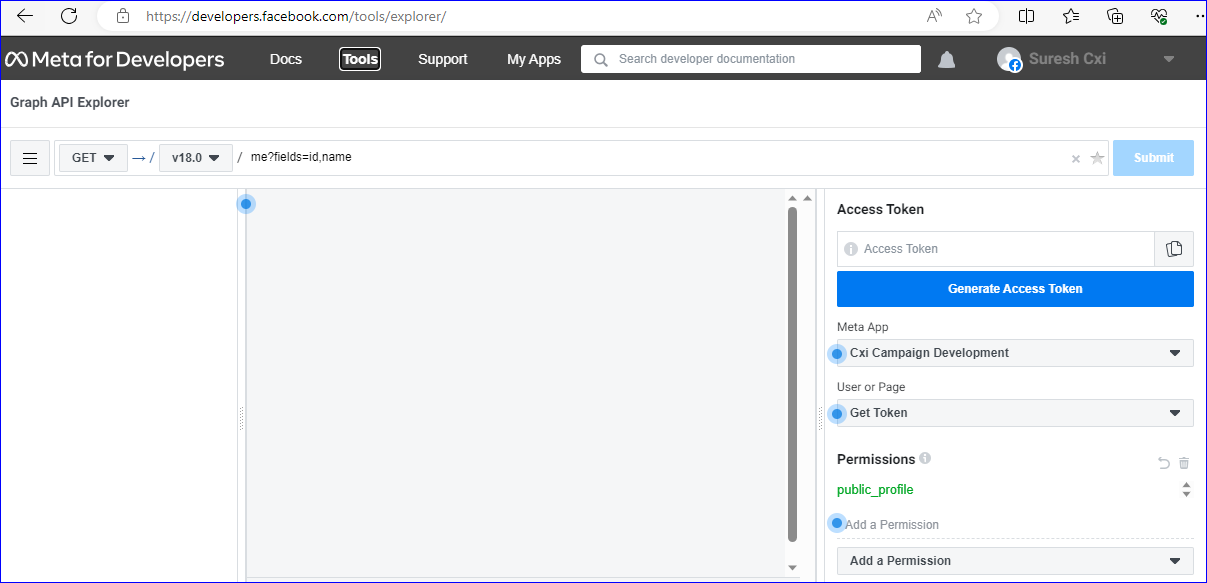 https://developers.facebook.com/tools/explorer/
Meta for Developers Docs Tools Support My Apps Search developer documentation Suresh Cxi
Graph API Explorer
GET → / v18.0 / me?fields=id,name × Submit
Access Token
Access Token
Generate Access Token
Meta App
Cxi Campaign Development
User or Page
Get Token
Permissions
public_profile
Add a Permission
Add a Permission